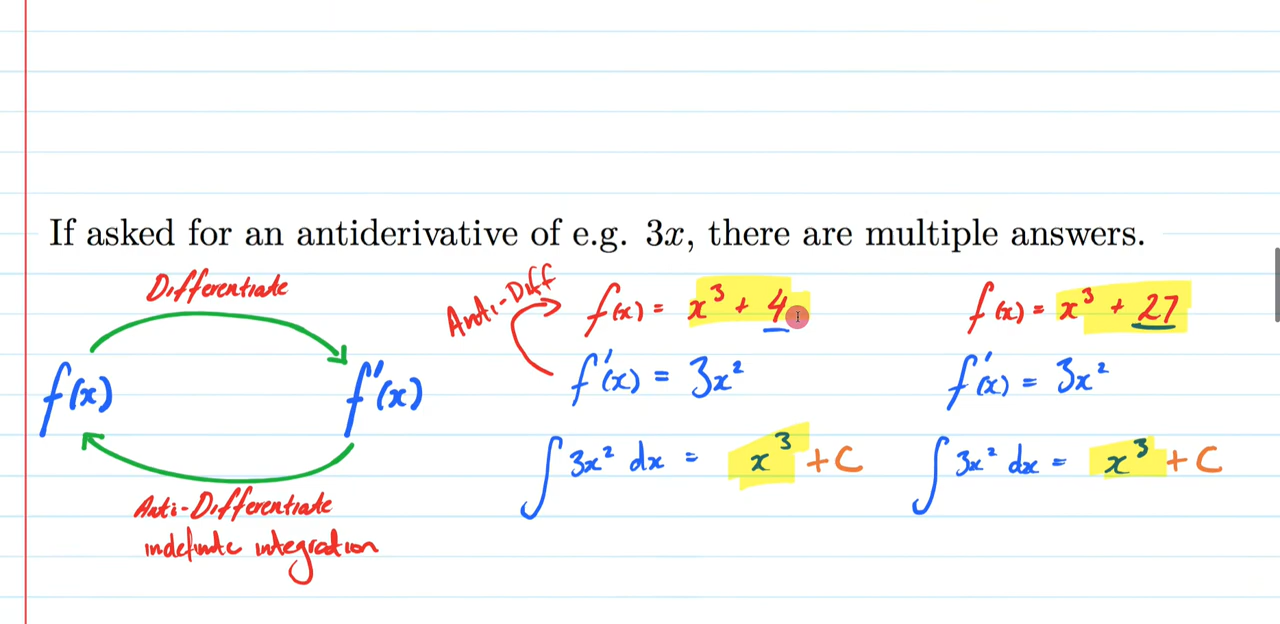 If asked for an antiderivative of e.g. 3x, there are multiple answers.
Differentiate
f(x)
f'(x)
Anti-Differentiate
indefinite integration
Anti-Diff
f(x) = x³ + 4
f'(x) = 3x²
∫ 3x² dx = x³ + C
f(x) = x³ + 27
f'(x) = 3x²
∫ 3x² dx = x³ + C